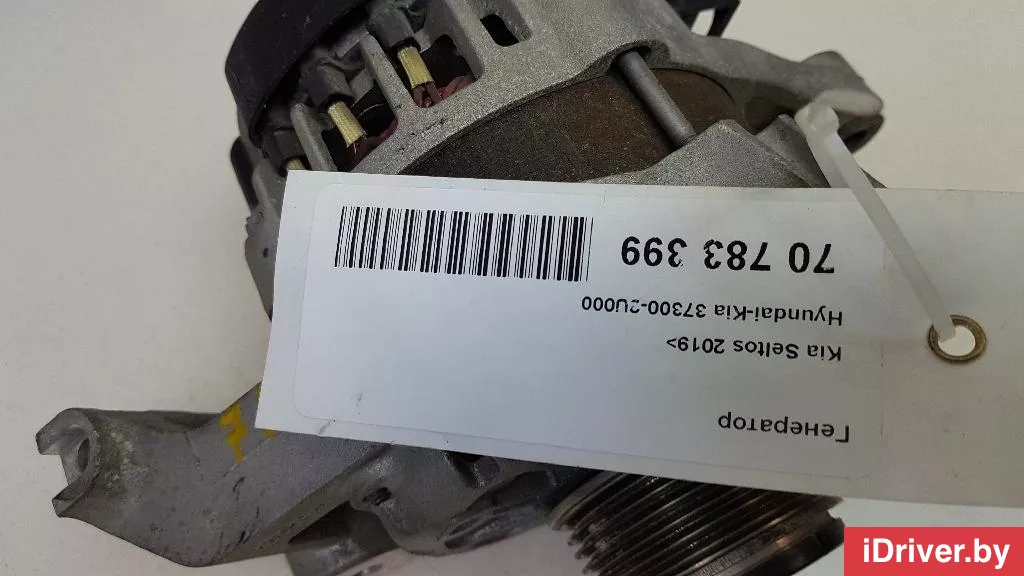 Генератор
Kia Seltos 2019>
Hyundai-Kia 37300-2U000
70 783 399
iDriver.by